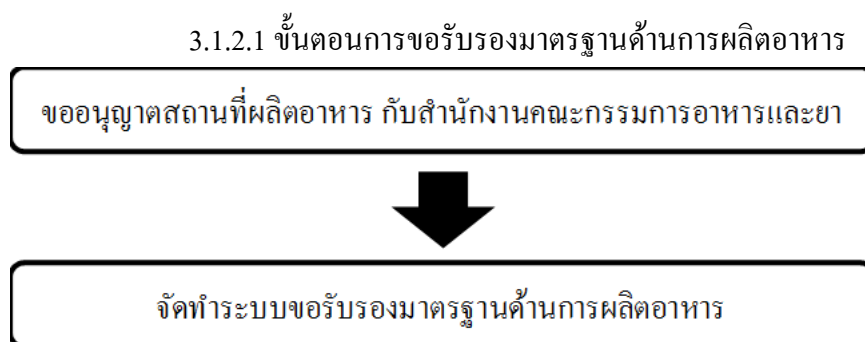 3.1.2.1 ขั้นตอนการขอรับรองมาตรฐานด้านการผลิตอาหาร
ขออนุญาตสถานที่ผลิตอาหาร กับสำนักงานคณะกรรมการอาหารและยา
จัดทำระบบขอรับรองมาตรฐานด้านการผลิตอาหาร